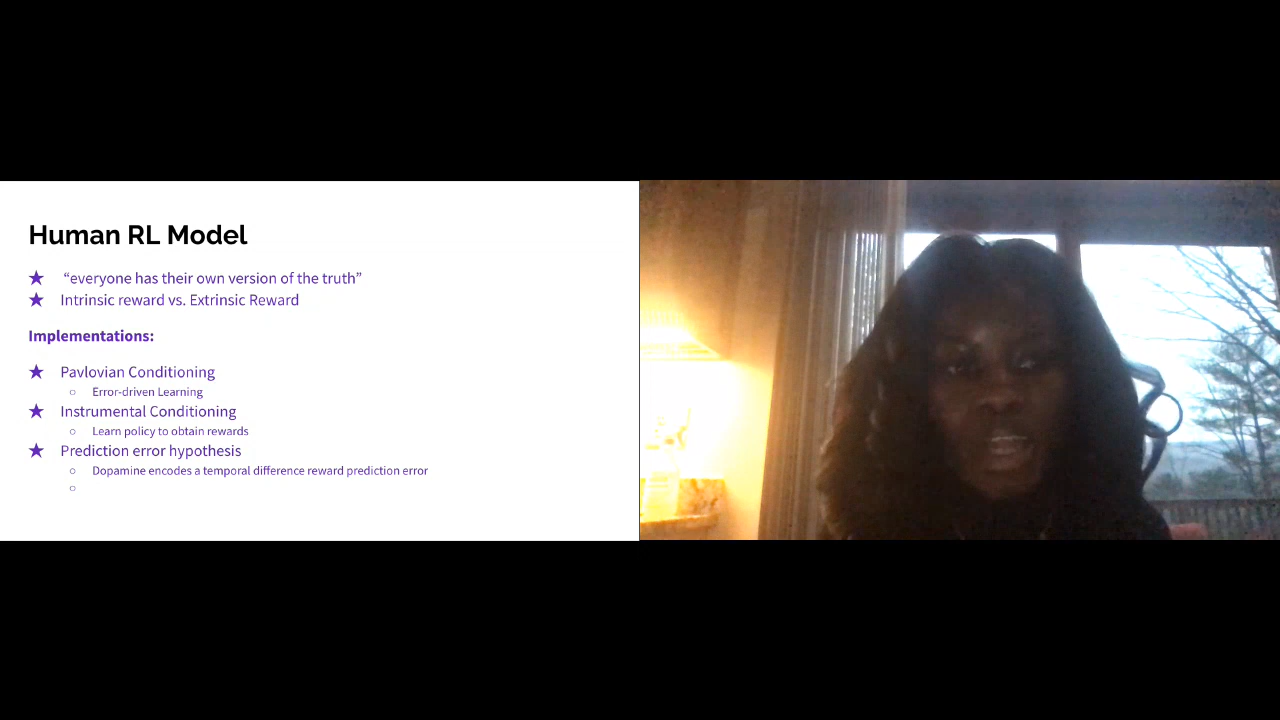 Human RL Model
★ “everyone has their own version of the truth”
★ Intrinsic reward vs. Extrinsic Reward
Implementations:
★ Pavlovian Conditioning
○ Error-driven Learning
★ Instrumental Conditioning
○ Learn policy to obtain rewards
★ Prediction error hypothesis
○ Dopamine encodes a temporal difference reward prediction error
○